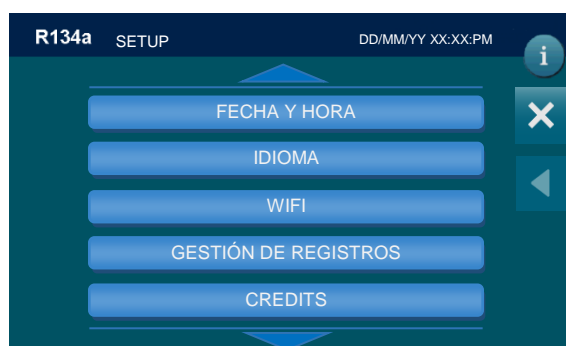 R134a SETUP DD/MM/YY XX:XX:PM
i
FECHA Y HORA
IDIOMA
WIFI
GESTIÓN DE REGISTROS
CREDITS